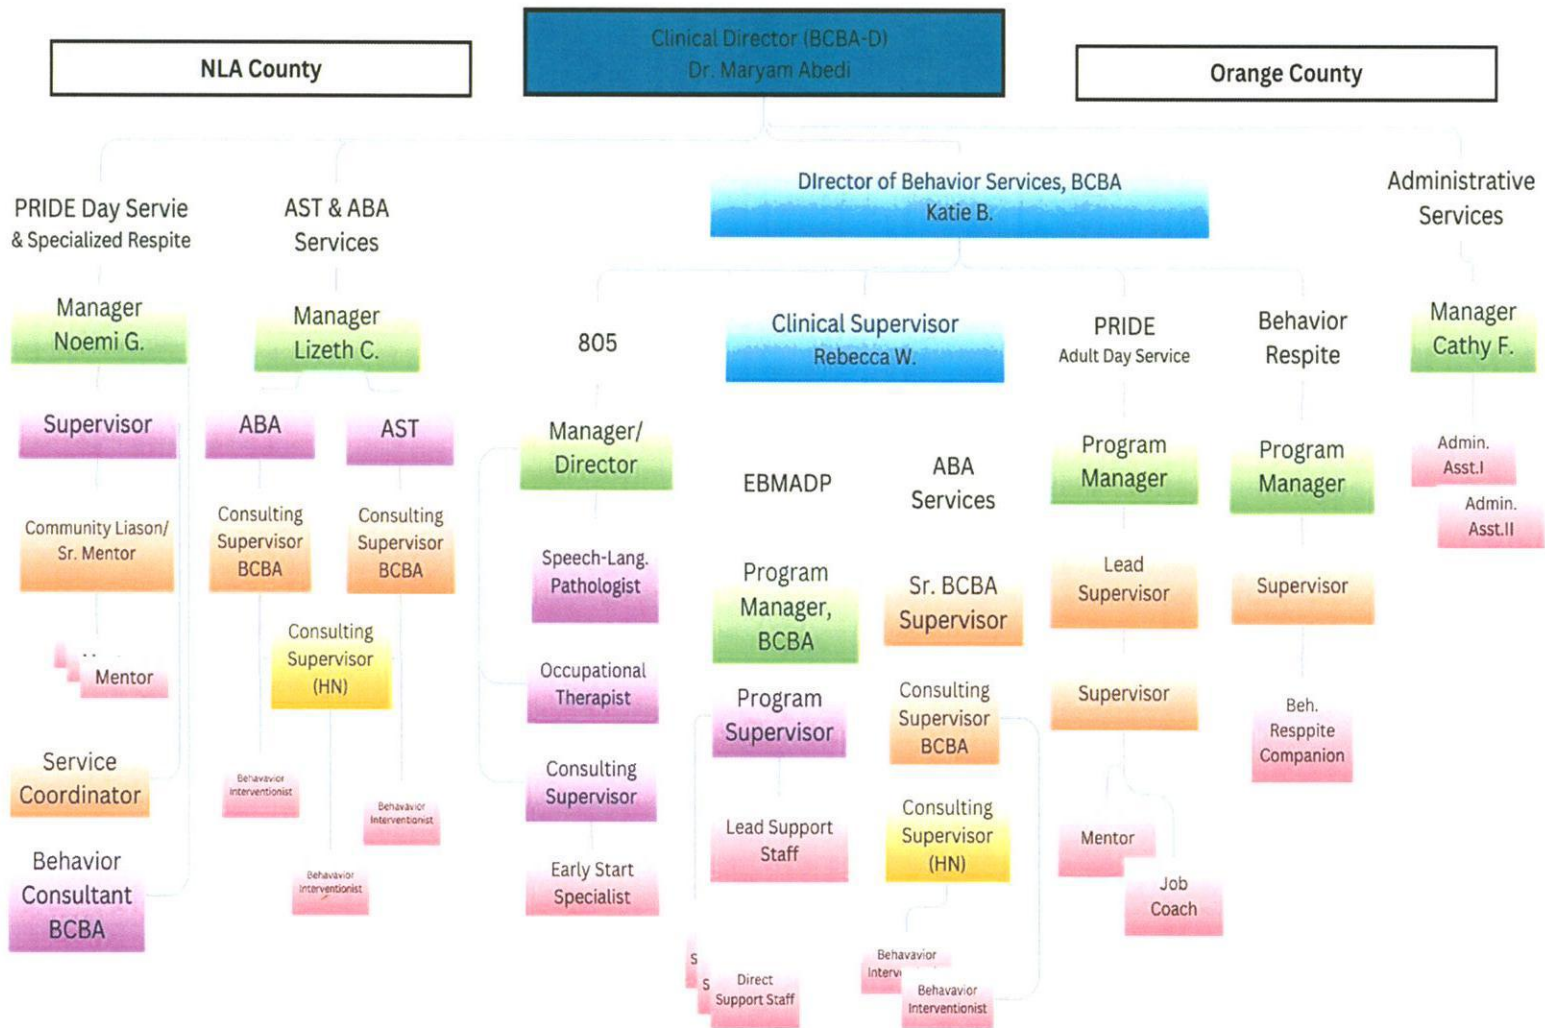 Clinical Director (BCBA-D)
Dr. Maryam Abedi
NLA County
Orange County
PRIDE Day Servie
& Specialized Respite
Manager
Noemi G.
Supervisor
Community Liason/
Sr. Mentor
Mentor
Service
Coordinator
Behavior
Consultant
BCBA
AST & ABA
Services
Manager
Lizeth C.
ABA
AST
Consulting
Supervisor
BCBA
Consulting
Supervisor
BCBA
Consulting
Supervisor
(HN)
Behavavior
Interventionist
Behavavior
Interventionist
Behavavior
Interventionist
DIrector of Behavior Services, BCBA
Katie B.
805
Manager/
Director
Speech-Lang.
Pathologist
Occupational
Therapist
Consulting
Supervisor
Early Start
Specialist
Clinical Supervisor
Rebecca W.
EBMADP
Program
Manager,
BCBA
Program
Supervisor
Lead Support
Staff
S
S
Direct
Support Staff
ABA
Services
Sr. BCBA
Supervisor
Consulting
Supervisor
BCBA
Consulting
Supervisor
(HN)
Behavavior
Behavavior
Interventionist
PRIDE
Adult Day Service
Program
Manager
Lead
Supervisor
Supervisor
Mentor
Job
Coach
Behavior
Respite
Program
Manager
Supervisor
Beh.
Resppite
Companion
Administrative
Services
Manager
Cathy F.
Admin.
Asst.I
Admin.
Asst.II